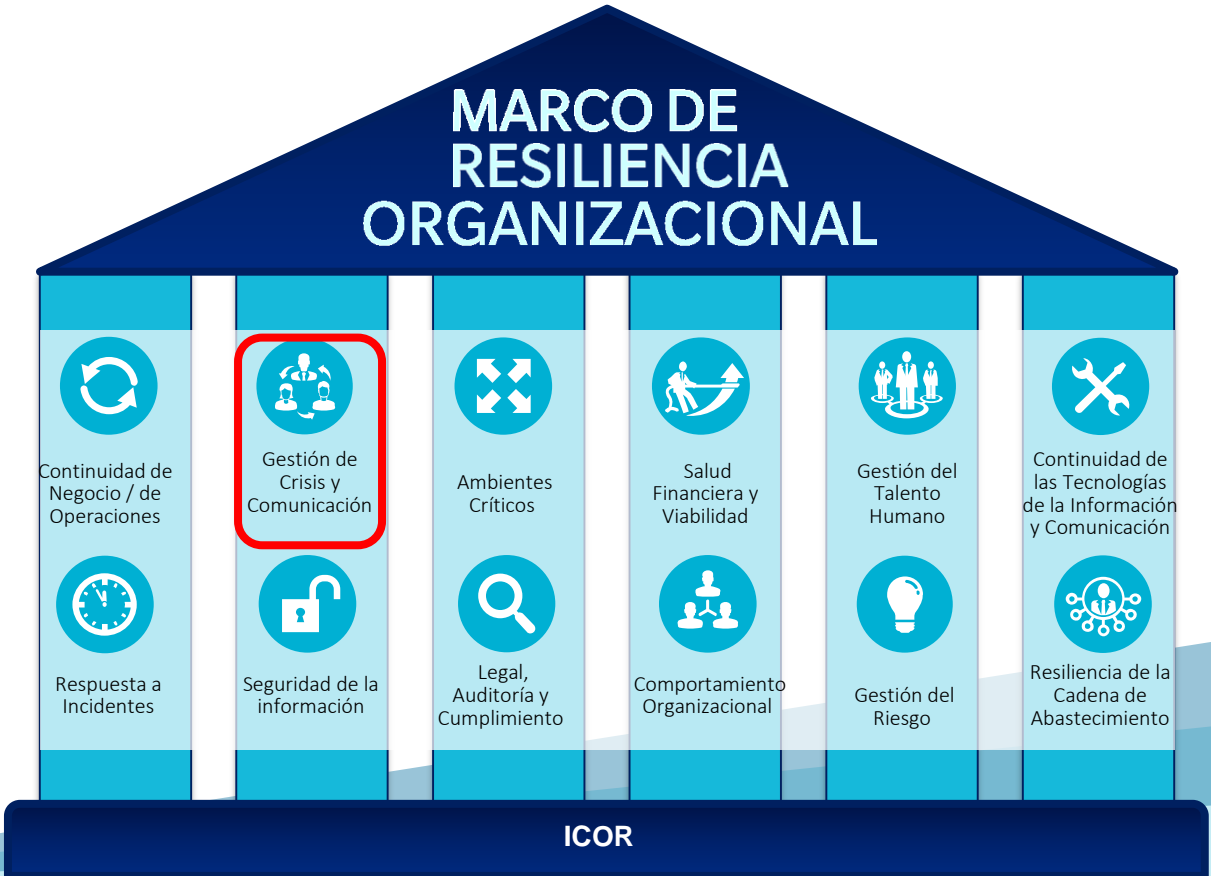 MARCO DE
RESILIENCIA
ORGANIZACIONAL
Continuidad de
Negocio / de
Operaciones
Gestión de
Crisis y
Comunicación
Ambientes
Críticos
Salud
Financiera y
Viabilidad
Gestión del
Talento
Humano
Continuidad de
las Tecnologías
de la Información
y Comunicación
Respuesta a
Incidentes
Seguridad de la
información
Legal,
Auditoría y
Cumplimiento
Comportamiento
Organizacional
Gestión del
Riesgo
Resiliencia de la
Cadena de
Abastecimiento
ICOR